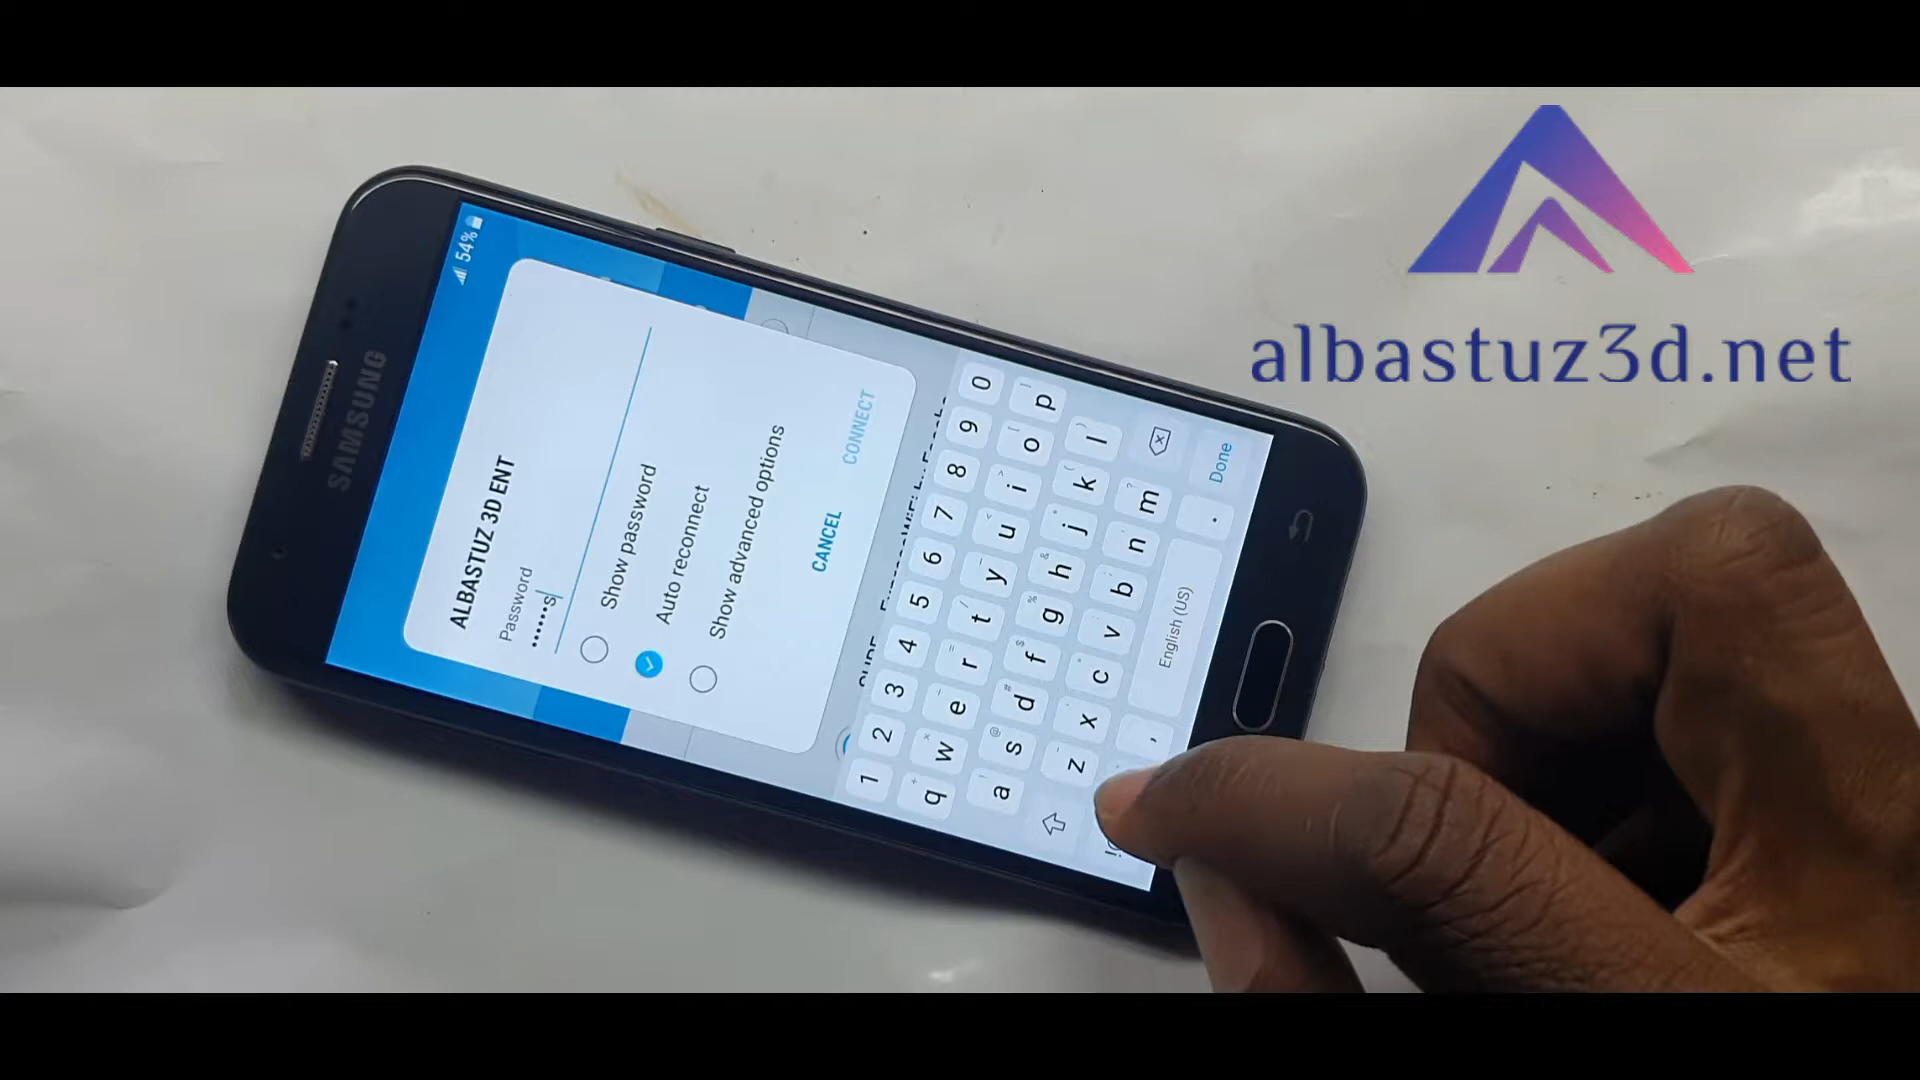 albastuz3d.net
SAMSUNG
54%
ALBASTUZ 3D ENT
Password
••••••s
Show password
Auto reconnect
Show advanced options
CANCEL CONNECT
1 2 3 4 5 6 7 8 9 0
q w e r t y u i o p
a s d f g h j k l
z x c v b n m
, English (US) . Done